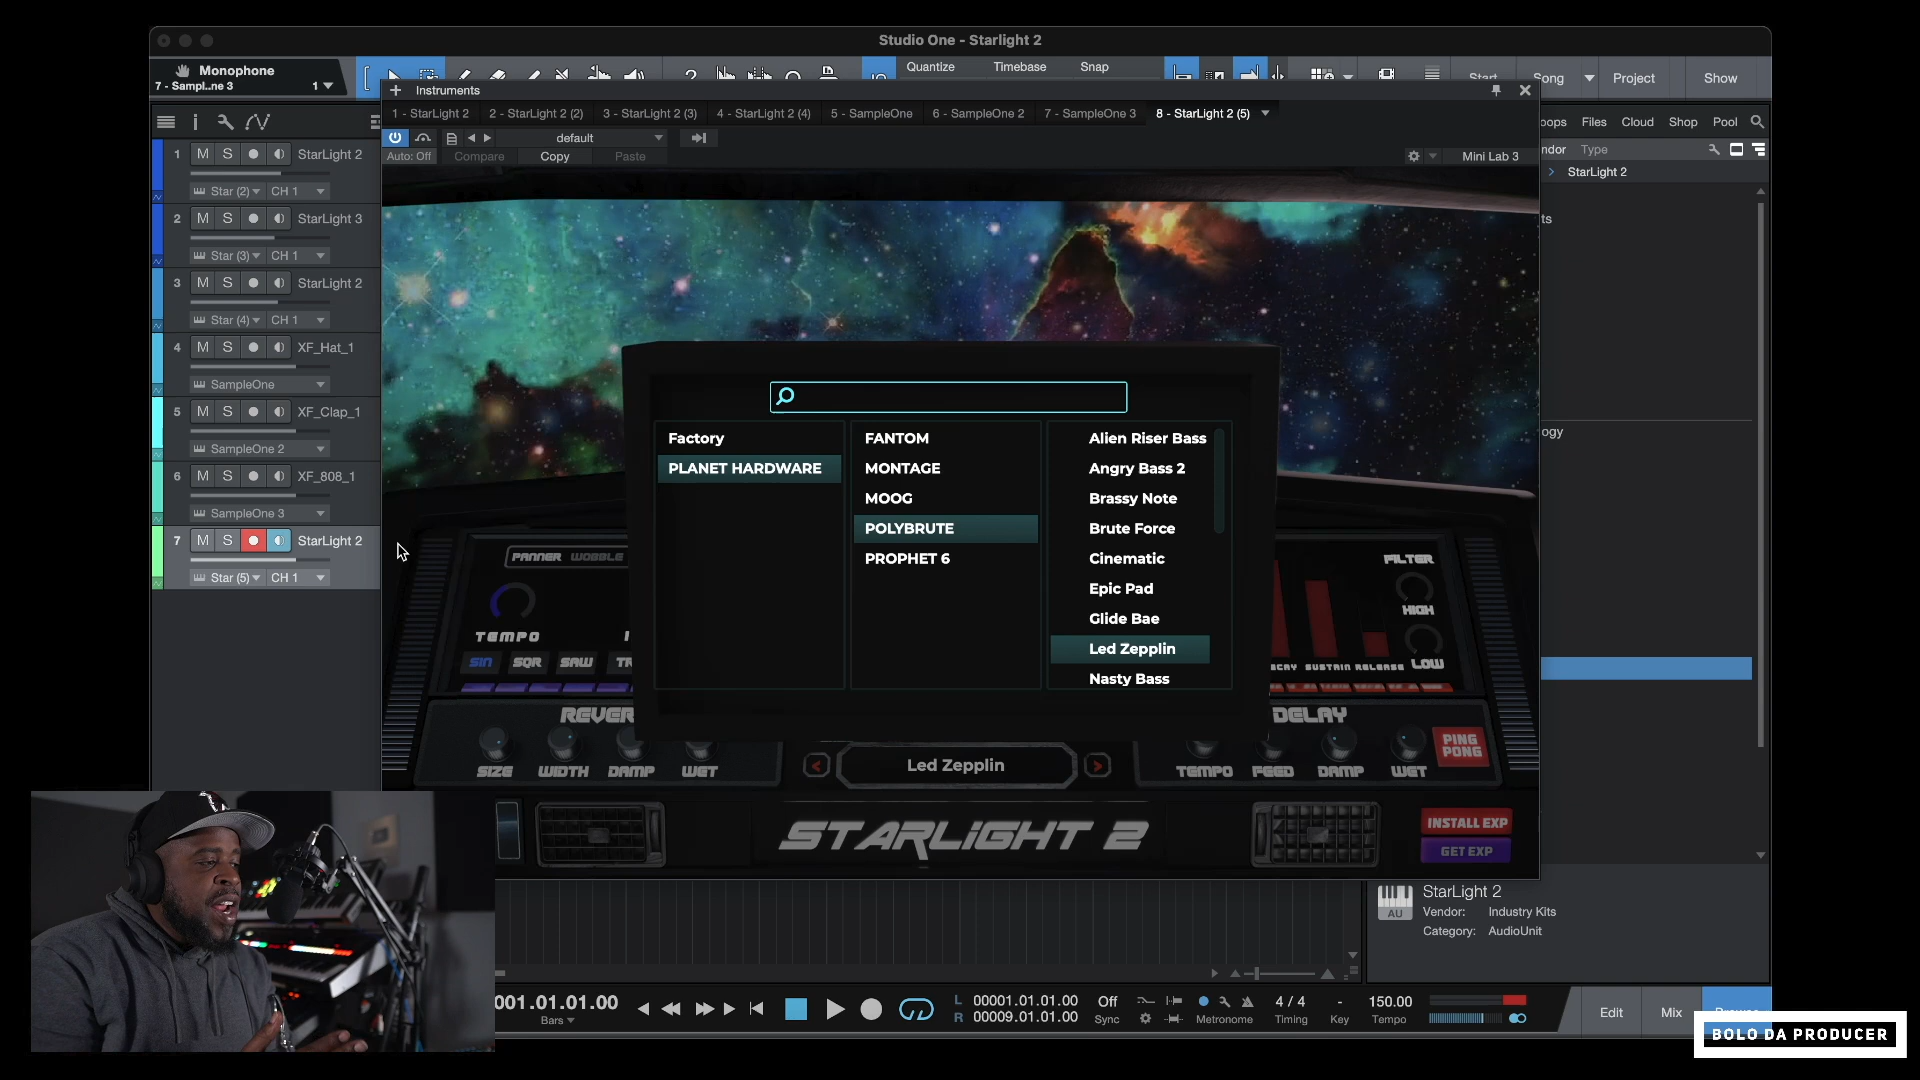 Studio One - Starlight 2
Monophone
7 - Sampl..ne 3
1
Quantize
Timebase
Snap
Start
Song
Project
Show
Instruments
1 - StarLight 2
2 - StarLight 2 (2)
3 - StarLight 2 (3)
4 - StarLight 2 (4)
5 - SampleOne
6 - SampleOne 2
7 - SampleOne 3
8 - StarLight 2 (5)
default
Auto: Off
Compare
Copy
Paste
Mini Lab 3
oops
Files
Cloud
Shop
Pool
ndor
Type
StarLight 2
ts
ogy
1 M S StarLight 2
Star (2) CH 1
2 M S StarLight 3
Star (3) CH 1
3 M S StarLight 2
Star (4) CH 1
4 M S XF_Hat_1
SampleOne
5 M S XF_Clap_1
SampleOne 2
6 M S XF_808_1
SampleOne 3
7 M S StarLight 2
Star (5) CH 1
Factory
PLANET HARDWARE
FANTOM
MONTAGE
MOOG
POLYBRUTE
PROPHET 6
Alien Riser Bass
Angry Bass 2
Brassy Note
Brute Force
Cinematic
Epic Pad
Glide Bae
Led Zepplin
Nasty Bass
PANNER WOBBLE
TEMPO
SIN SQR SAW TR
FILTER
HIGH
LOW
ECAY SUSTAIN RELEASE
REVER
SIZE WIDTH DAMP WET
Led Zepplin
DELAY
TEMPO FEED DAMP WET
PING
PONG
STARLIGHT 2
INSTALL EXP
GET EXP
StarLight 2
Vendor: Industry Kits
Category: AudioUnit
AU
001.01.01.00
Bars
L 00001.01.01.00
R 00009.01.01.00
Off
Sync
Metronome
4 / 4
Timing
-
Key
150.00
Tempo
Edit
Mix
BOLO DA PRODUCER